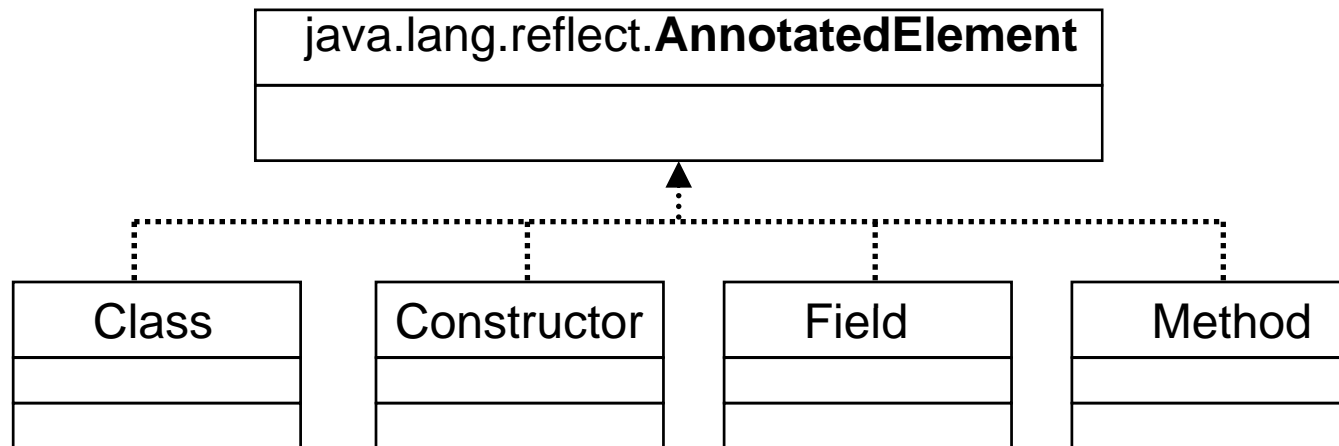 java.lang.reflect.AnnotatedElement
Class
Constructor
Field
Method